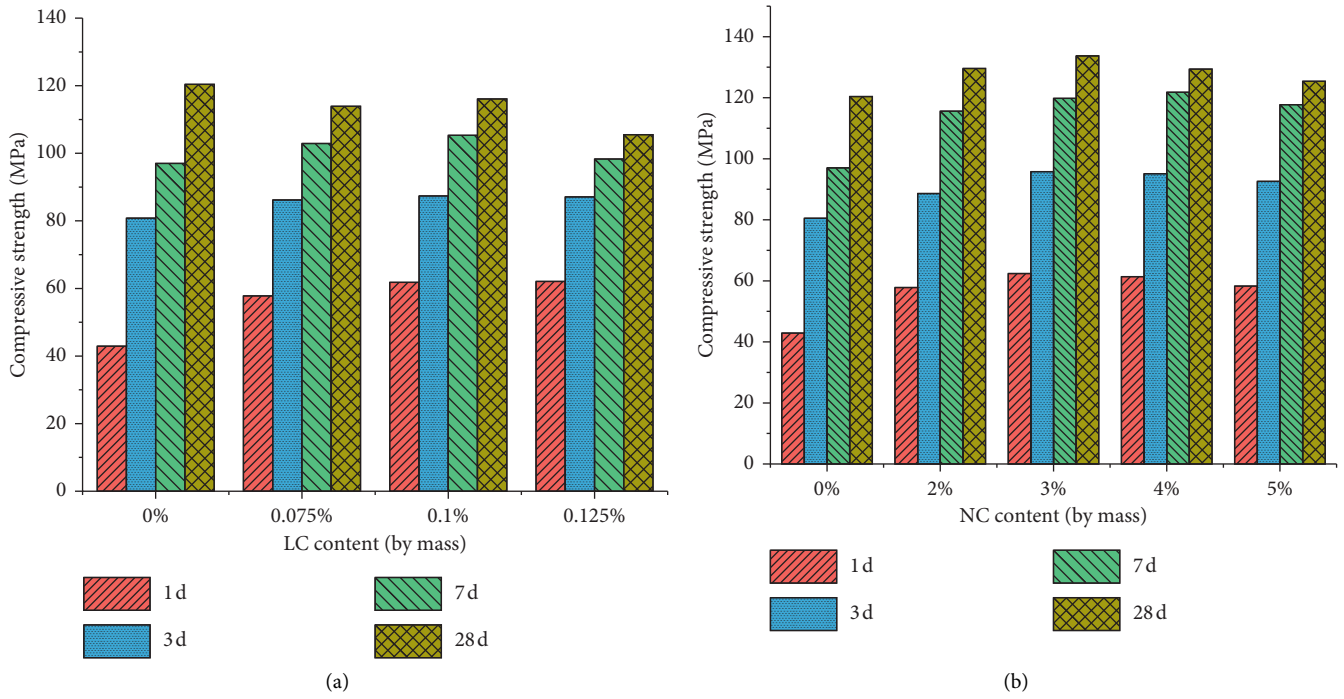 140
120
100
80
60
40
20
0
Compressive strength (MPa)
0% 0.075% 0.1% 0.125%
LC content (by mass)
1 d 7 d
3 d 28 d
(a)
140
120
100
80
60
40
20
0
Compressive strength (MPa)
0% 2% 3% 4% 5%
NC content (by mass)
1 d 7 d
3 d 28 d
(b)